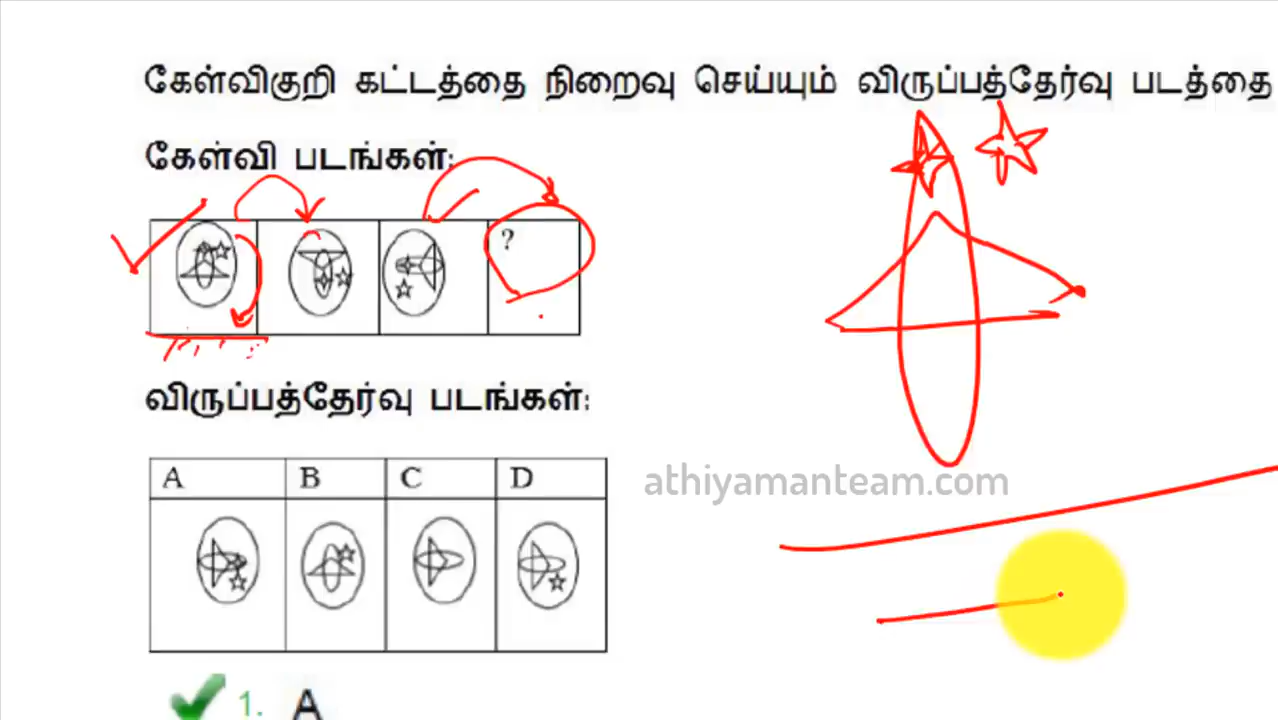 கேள்விகுறி கட்டத்தை நிறைவு செய்யும் விருப்பத்தேர்வு படத்தை
கேள்வி படங்கள்:
?
விருப்பத்தேர்வு படங்கள்:
A B C D
athiyamanteam.com
1. A